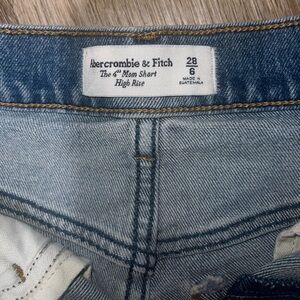 Abercrombie & Fitch
The 4" Mom Short
High Rise
28
6
MADE IN
GUATEMALA